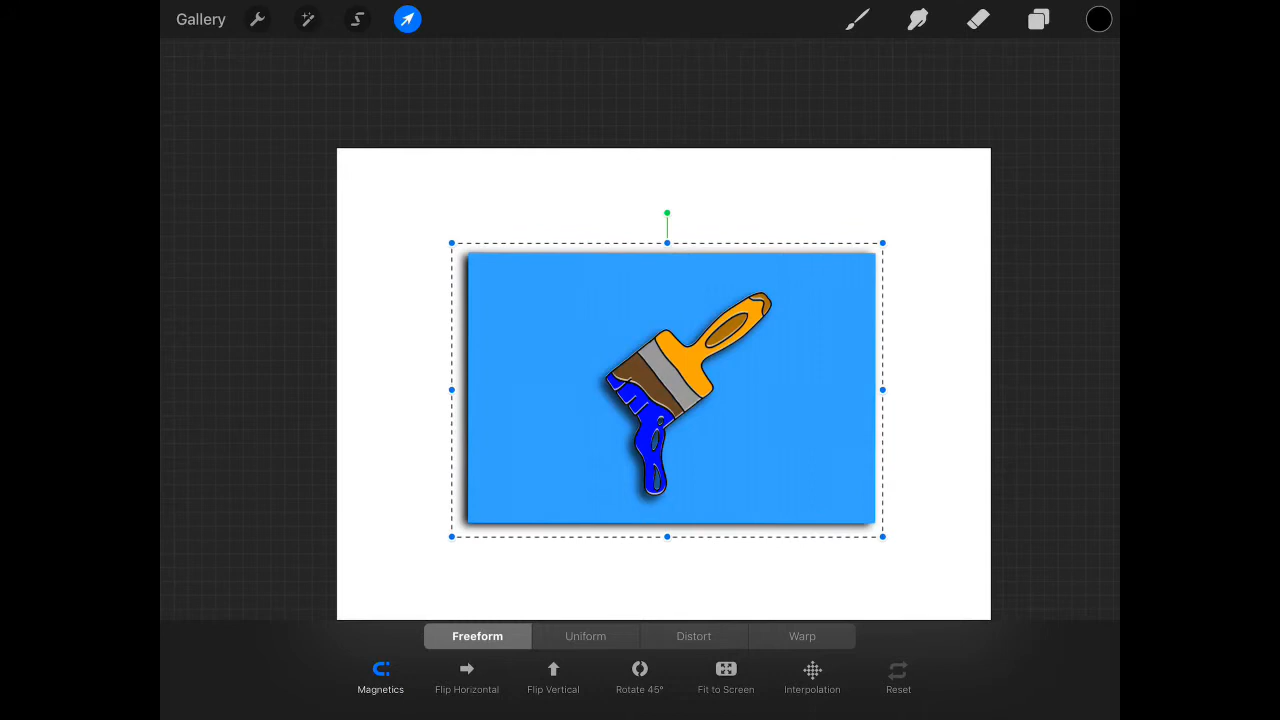 Gallery
Freeform Uniform Distort Warp
Magnetics Flip Horizontal Flip Vertical Rotate 45° Fit to Screen Interpolation Reset